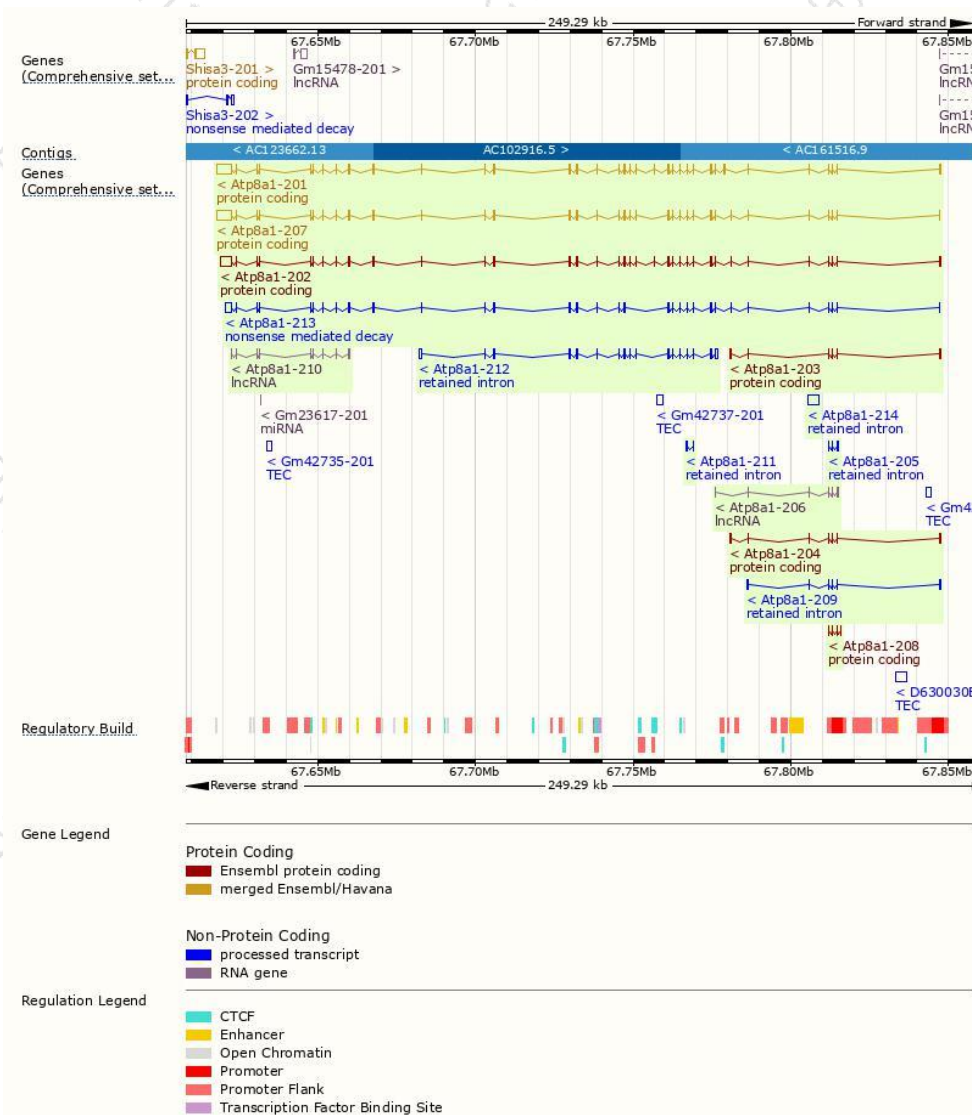 249.29 kb Forward strand
67.65Mb 67.70Mb 67.75Mb 67.80Mb 67.85Mb
Genes
(Comprehensive set...
Shisa3-201 > Gm15478-201 > Gm15
protein coding lncRNA lncRN
Shisa3-202 > Gm15
nonsense mediated decay lncRN
Contigs < AC123662.13 AC102916.5 > < AC161516.9
Genes
(Comprehensive set...
< Atp8a1-201
protein coding
< Atp8a1-207
protein coding
< Atp8a1-202
protein coding
< Atp8a1-213
nonsense mediated decay
< Atp8a1-210 < Atp8a1-212 < Atp8a1-203
lncRNA retained intron protein coding
< Gm23617-201 < Gm42737-201 < Atp8a1-214
miRNA TEC retained intron
< Gm42735-201 < Atp8a1-211 < Atp8a1-205
TEC retained intron retained intron
< Atp8a1-206 < Gm4
lncRNA TEC
< Atp8a1-204
protein coding
< Atp8a1-209
retained intron
< Atp8a1-208
protein coding
< D630030
TEC
Regulatory Build
67.65Mb 67.70Mb 67.75Mb 67.80Mb 67.85Mb
Reverse strand 249.29 kb
Gene Legend
Protein Coding
Ensembl protein coding
merged Ensembl/Havana
Non-Protein Coding
processed transcript
RNA gene
Regulation Legend
CTCF
Enhancer
Open Chromatin
Promoter
Promoter Flank
Transcription Factor Binding Site